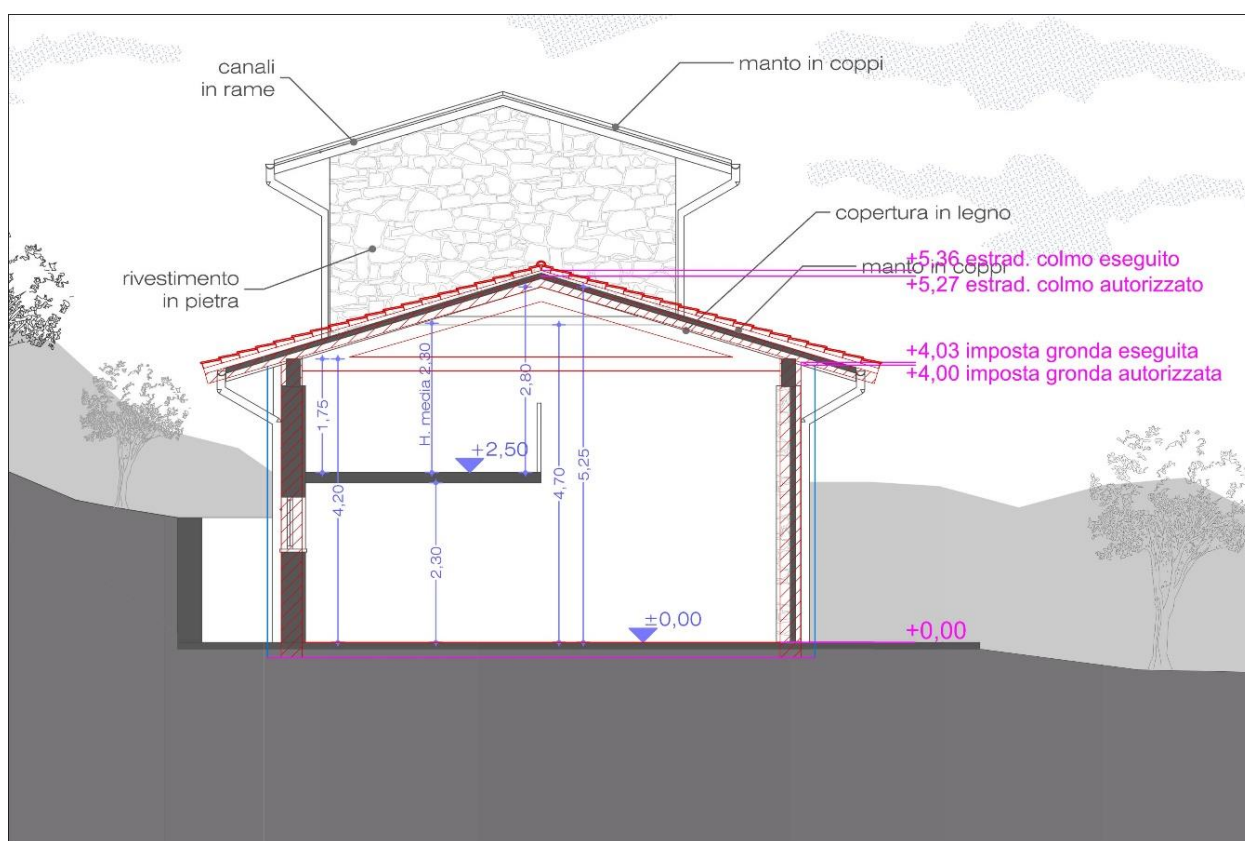 canali
in rame
manto in coppi
copertura in legno
rivestimento
in pietra
+5,36 estrad. colmo eseguito
manto in coppi
+5,27 estrad. colmo autorizzato
+4,03 imposta gronda eseguita
+4,00 imposta gronda autorizzata
1,75
4,20
H. media 2,30
2,80
4,70
5,25
+2,50
2,30
±0,00
+0,00